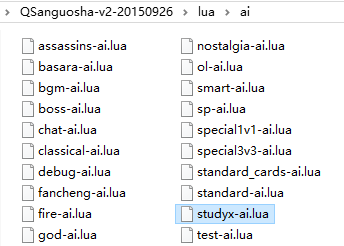 QSanguosha-v2-20150926 > lua > ai
assassins-ai.lua
basara-ai.lua
bgm-ai.lua
boss-ai.lua
chat-ai.lua
classical-ai.lua
debug-ai.lua
fancheng-ai.lua
fire-ai.lua
god-ai.lua
nostalgia-ai.lua
ol-ai.lua
smart-ai.lua
sp-ai.lua
special1v1-ai.lua
special3v3-ai.lua
standard_cards-ai.lua
standard-ai.lua
studyx-ai.lua
test-ai.lua